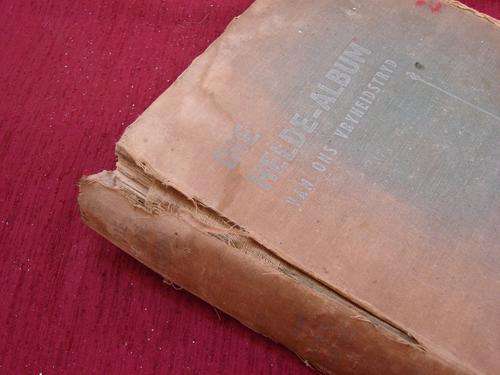 DIE
HELDE-ALBUM
VAN ONS VRYHEIDSTRYD